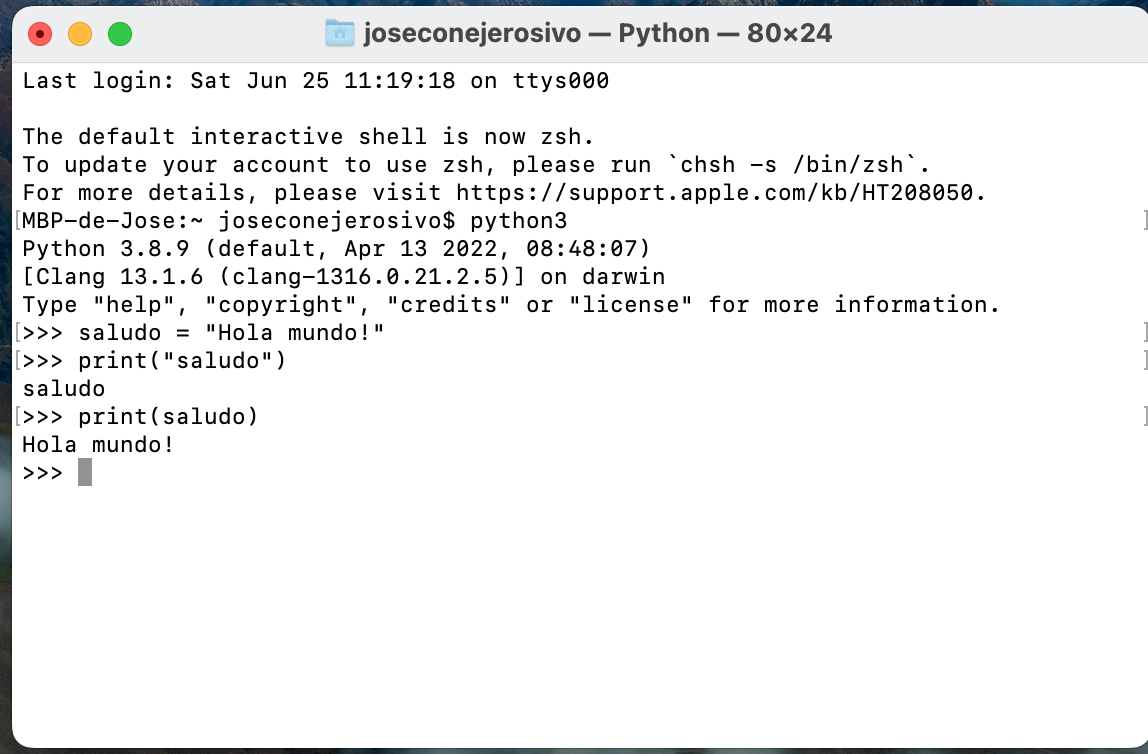 joseconejerosivo — Python — 80×24
Last login: Sat Jun 25 11:19:18 on ttys000
The default interactive shell is now zsh.
To update your account to use zsh, please run `chsh -s /bin/zsh`.
For more details, please visit https://support.apple.com/kb/HT208050.
[MBP-de-Jose:~ joseconejerosivo$ python3 ]
Python 3.8.9 (default, Apr 13 2022, 08:48:07)
[Clang 13.1.6 (clang-1316.0.21.2.5)] on darwin
Type "help", "copyright", "credits" or "license" for more information.
[>>> saludo = "Hola mundo!" ]
[>>> print("saludo") ]
saludo
[>>> print(saludo) ]
Hola mundo!
>>>